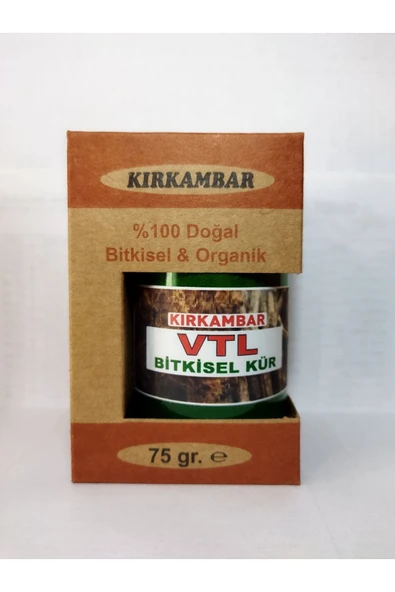 KIRKAMBAR
%100 Doğal
Bitkisel & Organik
KIRKAMBAR
VTL
BİTKİSEL KÜR
75 gr. ℮